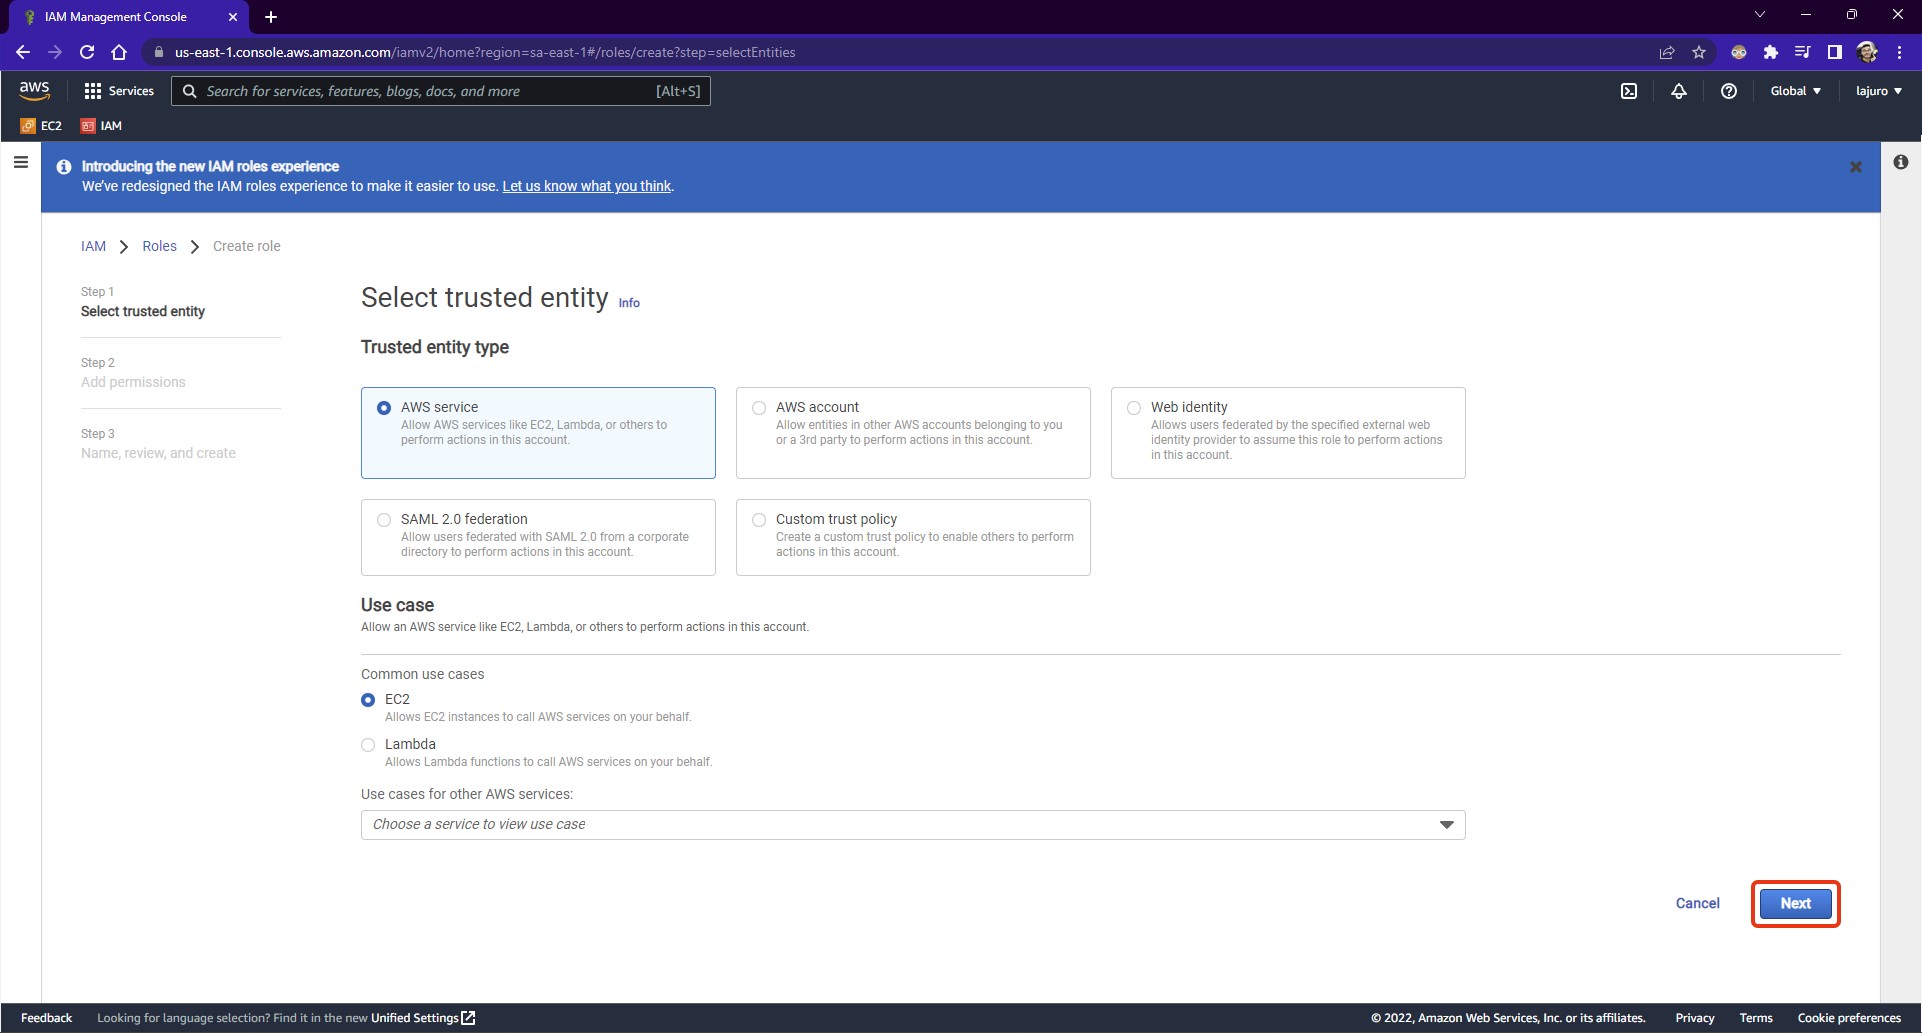 IAM Management Console
us-east-1.console.aws.amazon.com/iamv2/home?region=sa-east-1#/roles/create?step=selectEntities
aws
Services
Search for services, features, blogs, docs, and more
[Alt+S]
Global
lajuro
EC2
IAM
Introducing the new IAM roles experience
We've redesigned the IAM roles experience to make it easier to use. Let us know what you think.
IAM
Roles
Create role
Step 1
Select trusted entity
Step 2
Add permissions
Step 3
Name, review, and create
Select trusted entity
Info
Trusted entity type
AWS service
Allow AWS services like EC2, Lambda, or others to
perform actions in this account.
AWS account
Allow entities in other AWS accounts belonging to you
or a 3rd party to perform actions in this account.
Web identity
Allows users federated by the specified external web
identity provider to assume this role to perform actions
in this account.
SAML 2.0 federation
Allow users federated with SAML 2.0 from a corporate
directory to perform actions in this account.
Custom trust policy
Create a custom trust policy to enable others to perform
actions in this account.
Use case
Allow an AWS service like EC2, Lambda, or others to perform actions in this account.
Common use cases
EC2
Allows EC2 instances to call AWS services on your behalf.
Lambda
Allows Lambda functions to call AWS services on your behalf.
Use cases for other AWS services:
Choose a service to view use case
Cancel
Next
Feedback
Looking for language selection? Find it in the new Unified Settings
© 2022, Amazon Web Services, Inc. or its affiliates.
Privacy
Terms
Cookie preferences